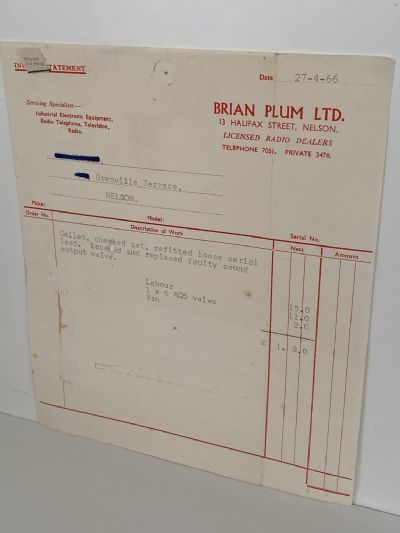 STATEMENT
Date 27-4-66
Servicing Specialists:—
Industrial Electronic Equipment,
Radio Telephone, Television,
Radio.
BRIAN PLUM LTD.
13 HALIFAX STREET, NELSON.
LICENSED RADIO DEALERS
TELEPHONE 7051. PRIVATE 3478.
Grenville Terrace,
NELSON.
Make: Model: Serial No.
Order No. Description of Work Nett Amount
Called, checked set, refitted loose aerial
lead. Located and replaced faulty sound
output valve.
Labour 15.0
1 x 6 AQ5 valve 11.0
Van 2.0
£ 1. 8.0